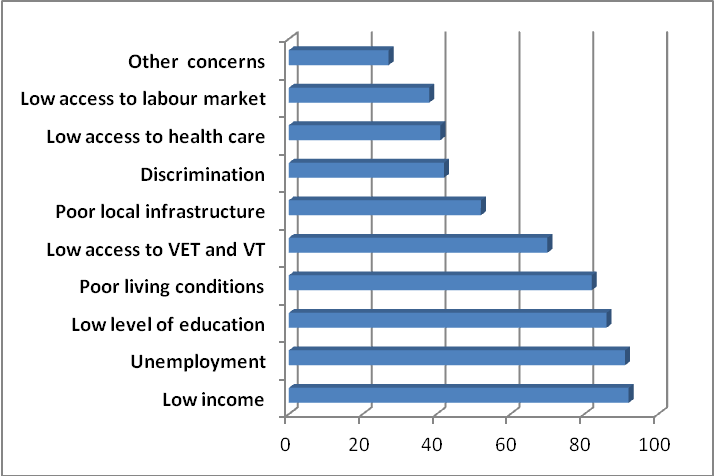 Other concerns
Low access to labour market
Low access to health care
Discrimination
Poor local infrastructure
Low access to VET and VT
Poor living conditions
Low level of education
Unemployment
Low income
0 20 40 60 80 100